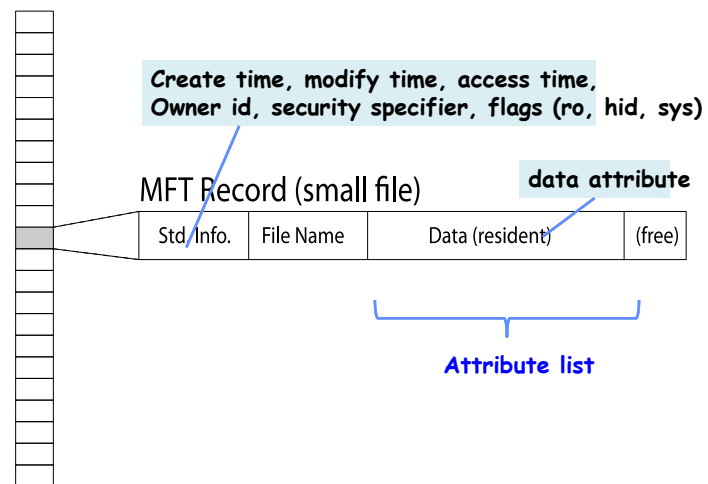 Create time, modify time, access time,
Owner id, security specifier, flags (ro, hid, sys)
data attribute
MFT Record (small file)
Std. Info.
File Name
Data (resident)
(free)
Attribute list